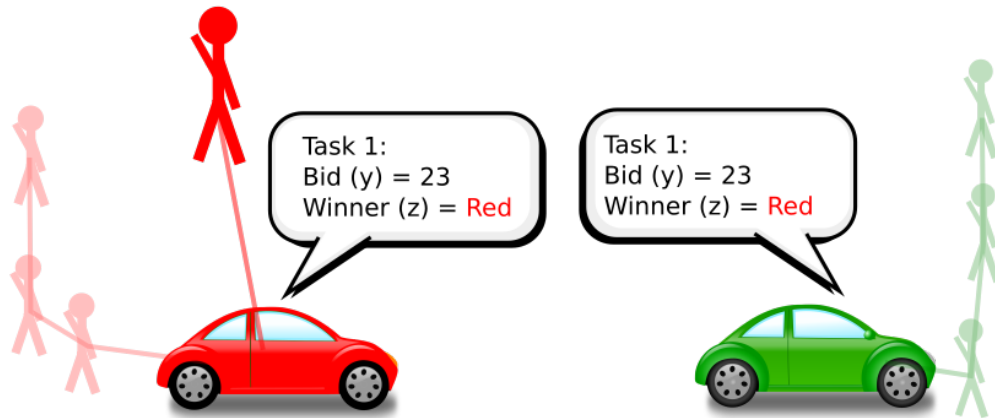 Task 1:
Bid (y) = 23
Winner (z) = Red
Task 1:
Bid (y) = 23
Winner (z) = Red